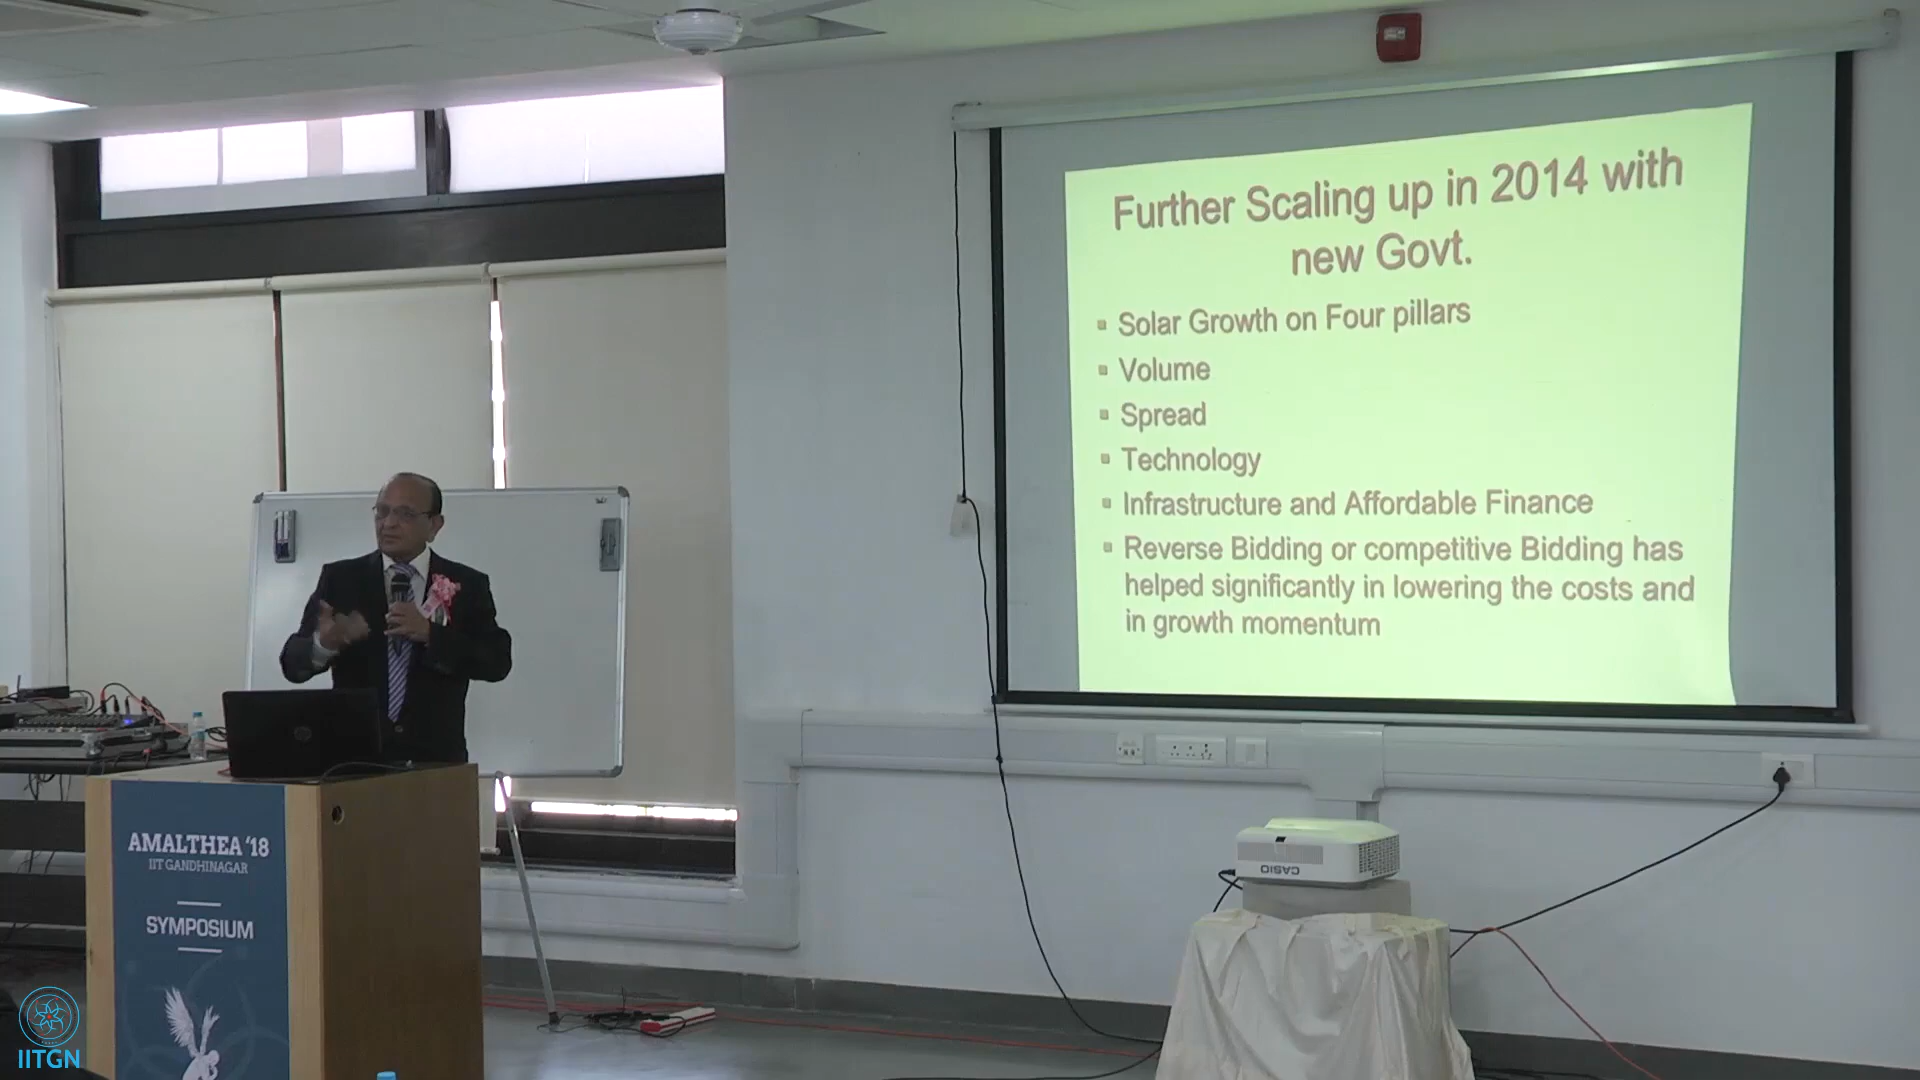 Further Scaling up in 2014 with
new Govt.
Solar Growth on Four pillars
Volume
Spread
Technology
Infrastructure and Affordable Finance
Reverse Bidding or competitive Bidding has
helped significantly in lowering the costs and
in growth momentum
AMALTHEA '18
IIT GANDHINAGAR
SYMPOSIUM
CASIO
IITGN